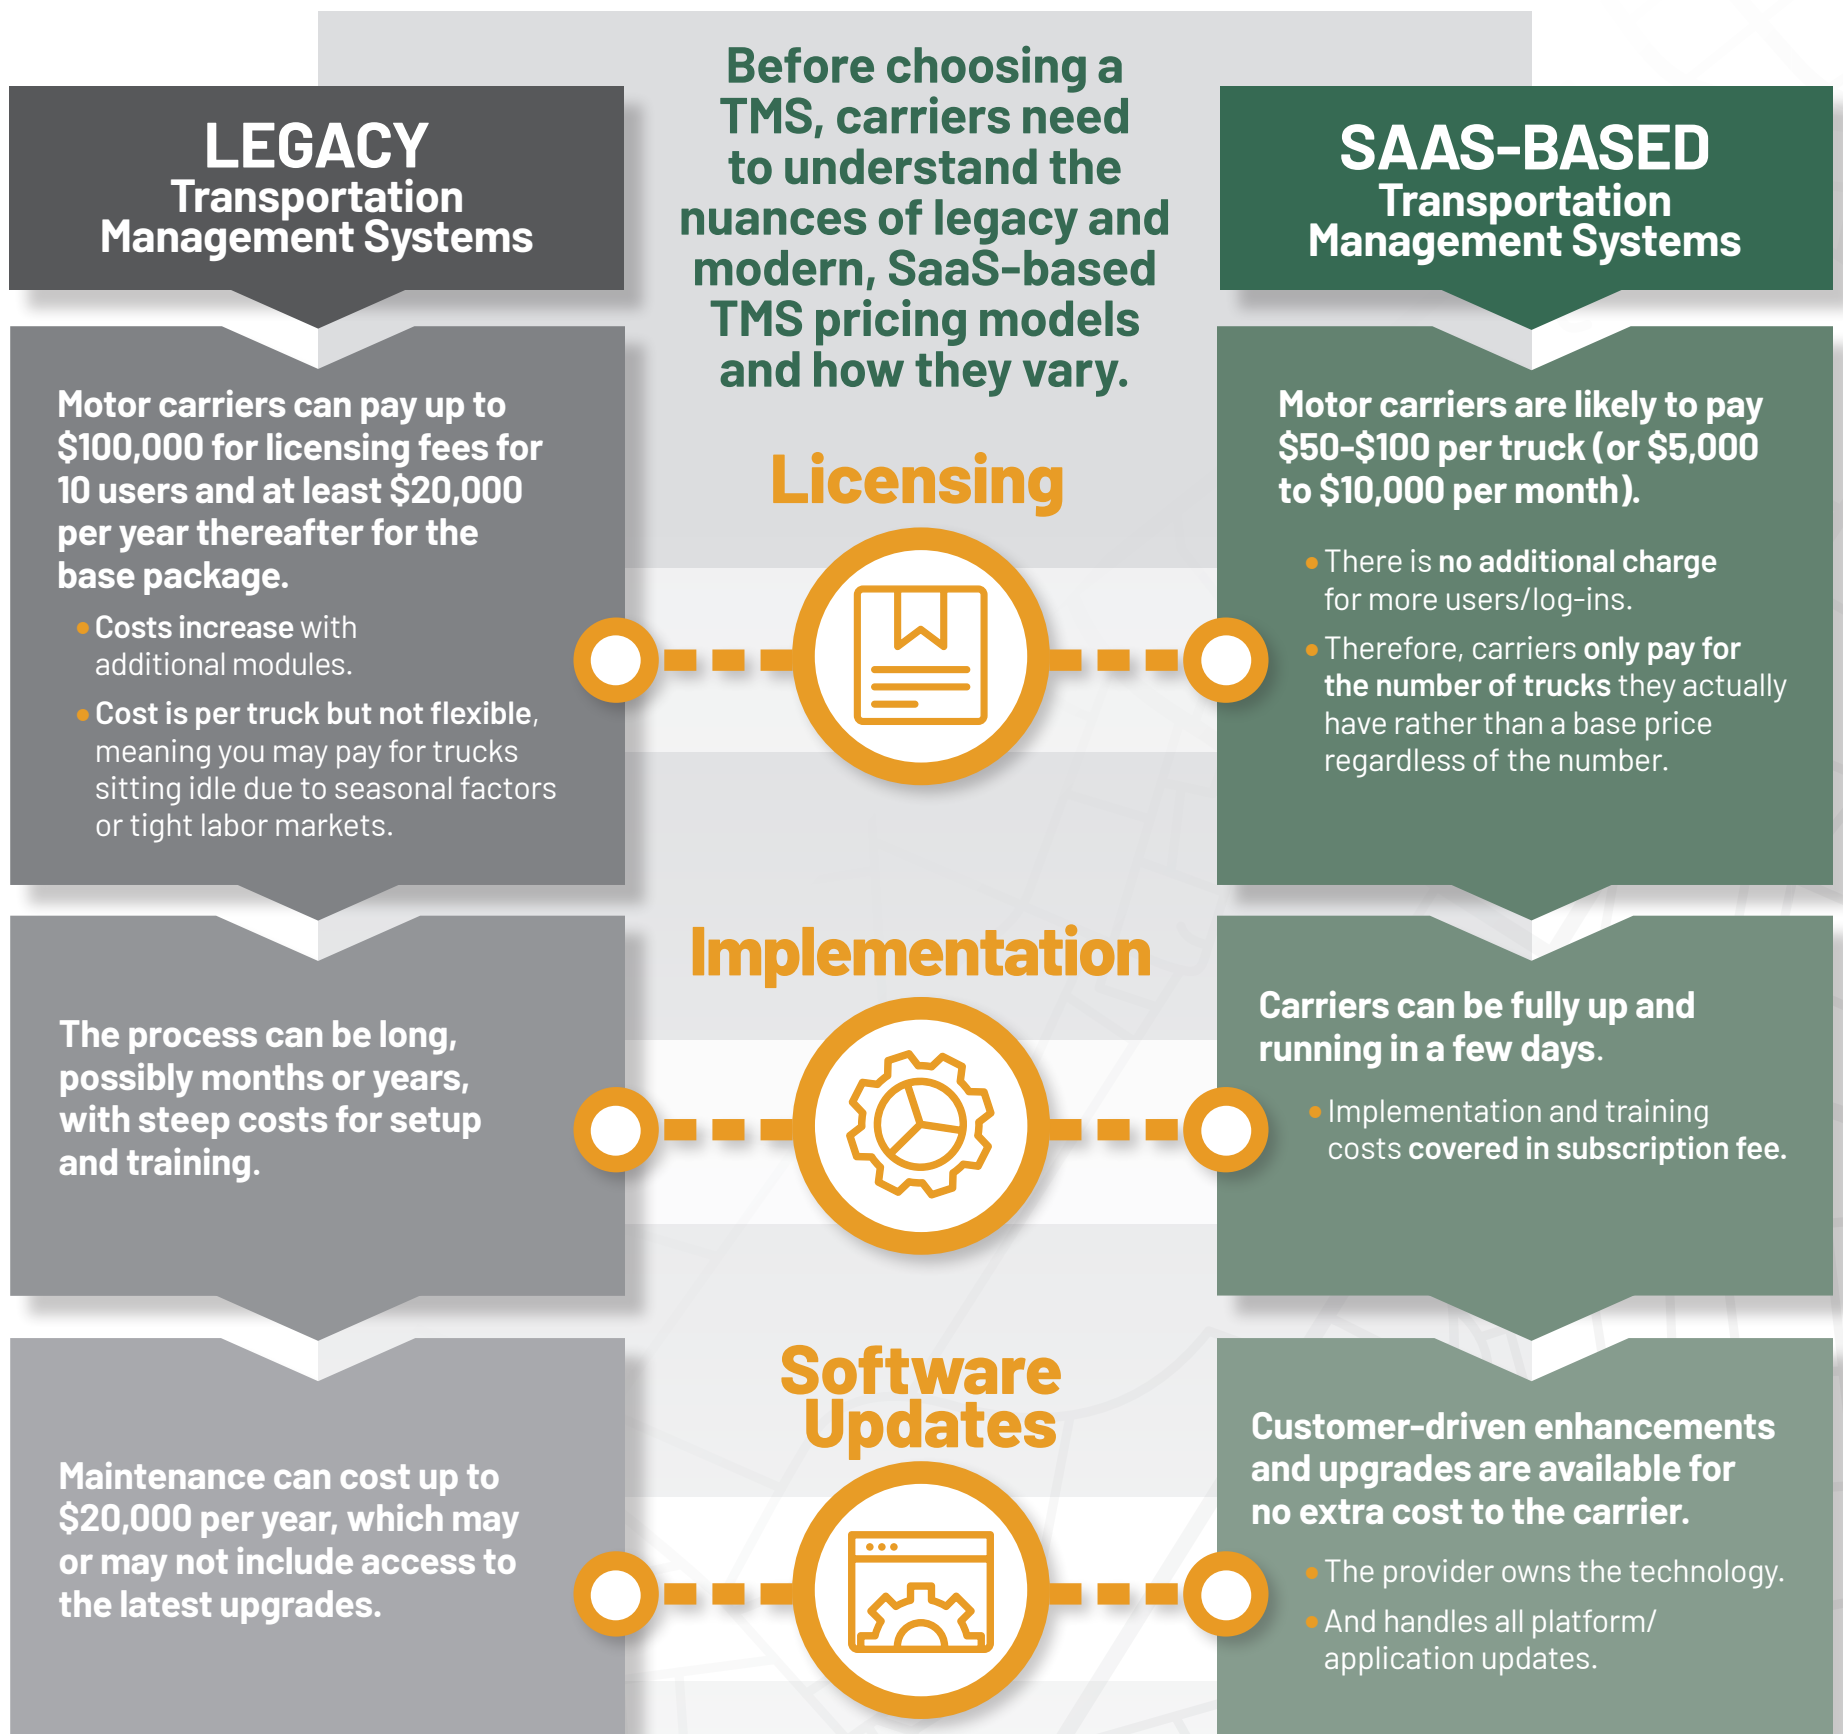 Before choosing a
TMS, carriers need
to understand the
nuances of legacy and
modern, SaaS-based
TMS pricing models
and how they vary.
LEGACY
Transportation
Management Systems
SAAS-BASED
Transportation
Management Systems
Licensing
Motor carriers can pay up to
$100,000 for licensing fees for
10 users and at least $20,000
per year thereafter for the
base package.
Costs increase with
additional modules.
Cost is per truck but not flexible,
meaning you may pay for trucks
sitting idle due to seasonal factors
or tight labor markets.
Motor carriers are likely to pay
$50-$100 per truck (or $5,000
to $10,000 per month).
There is no additional charge
for more users/log-ins.
Therefore, carriers only pay for
the number of trucks they actually
have rather than a base price
regardless of the number.
Implementation
The process can be long,
possibly months or years,
with steep costs for setup
and training.
Carriers can be fully up and
running in a few days.
Implementation and training
costs covered in subscription fee.
Software
Updates
Maintenance can cost up to
$20,000 per year, which may
or may not include access to
the latest upgrades.
Customer-driven enhancements
and upgrades are available for
no extra cost to the carrier.
The provider owns the technology.
And handles all platform/
application updates.